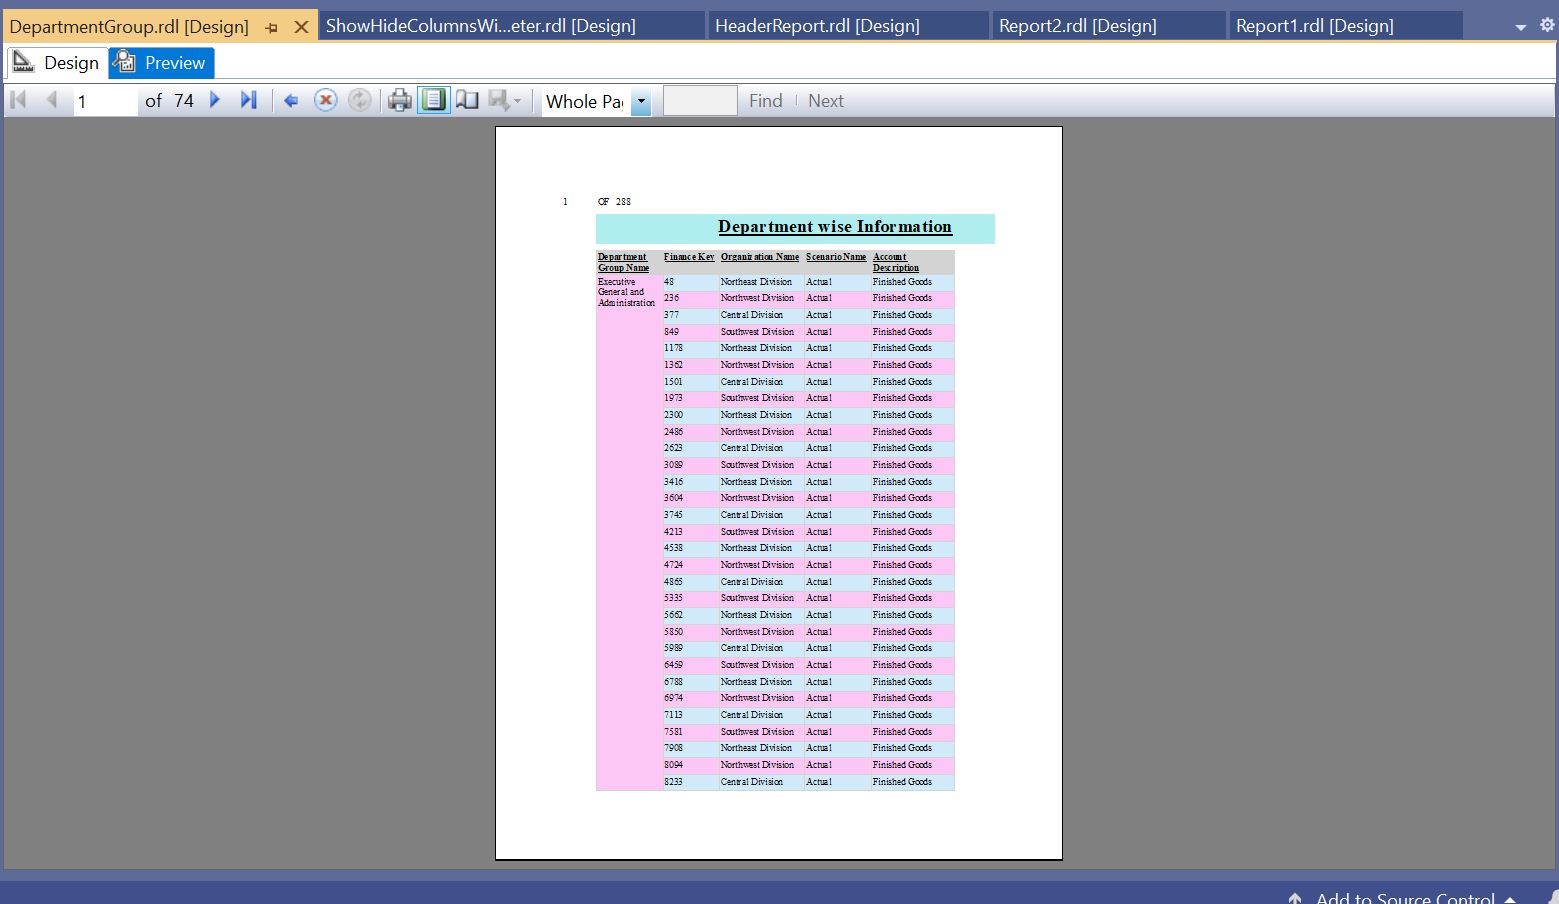 DepartmentGroup.rdl [Design] ShowHideColumnsWi...eter.rdl [Design] HeaderReport.rdl [Design] Report2.rdl [Design] Report1.rdl [Design]
Design Preview
1 of 74 Whole Pa Find Next
1 OF 288
Department wise Information
Department Group Name Finance Key Organization Name Scenario Name Account Description
Executive General and Administration 48 Northeast Division Actual Finished Goods
236 Northwest Division Actual Finished Goods
377 Central Division Actual Finished Goods
849 Southwest Division Actual Finished Goods
1178 Northeast Division Actual Finished Goods
1362 Northwest Division Actual Finished Goods
1501 Central Division Actual Finished Goods
1973 Southwest Division Actual Finished Goods
2300 Northeast Division Actual Finished Goods
2486 Northwest Division Actual Finished Goods
2623 Central Division Actual Finished Goods
3089 Southwest Division Actual Finished Goods
3416 Northeast Division Actual Finished Goods
3604 Northwest Division Actual Finished Goods
3745 Central Division Actual Finished Goods
4213 Southwest Division Actual Finished Goods
4538 Northeast Division Actual Finished Goods
4724 Northwest Division Actual Finished Goods
4865 Central Division Actual Finished Goods
5335 Southwest Division Actual Finished Goods
5662 Northeast Division Actual Finished Goods
5850 Northwest Division Actual Finished Goods
5989 Central Division Actual Finished Goods
6459 Southwest Division Actual Finished Goods
6788 Northeast Division Actual Finished Goods
6974 Northwest Division Actual Finished Goods
7113 Central Division Actual Finished Goods
7581 Southwest Division Actual Finished Goods
7908 Northeast Division Actual Finished Goods
8094 Northwest Division Actual Finished Goods
8233 Central Division Actual Finished Goods
Add to Source Control